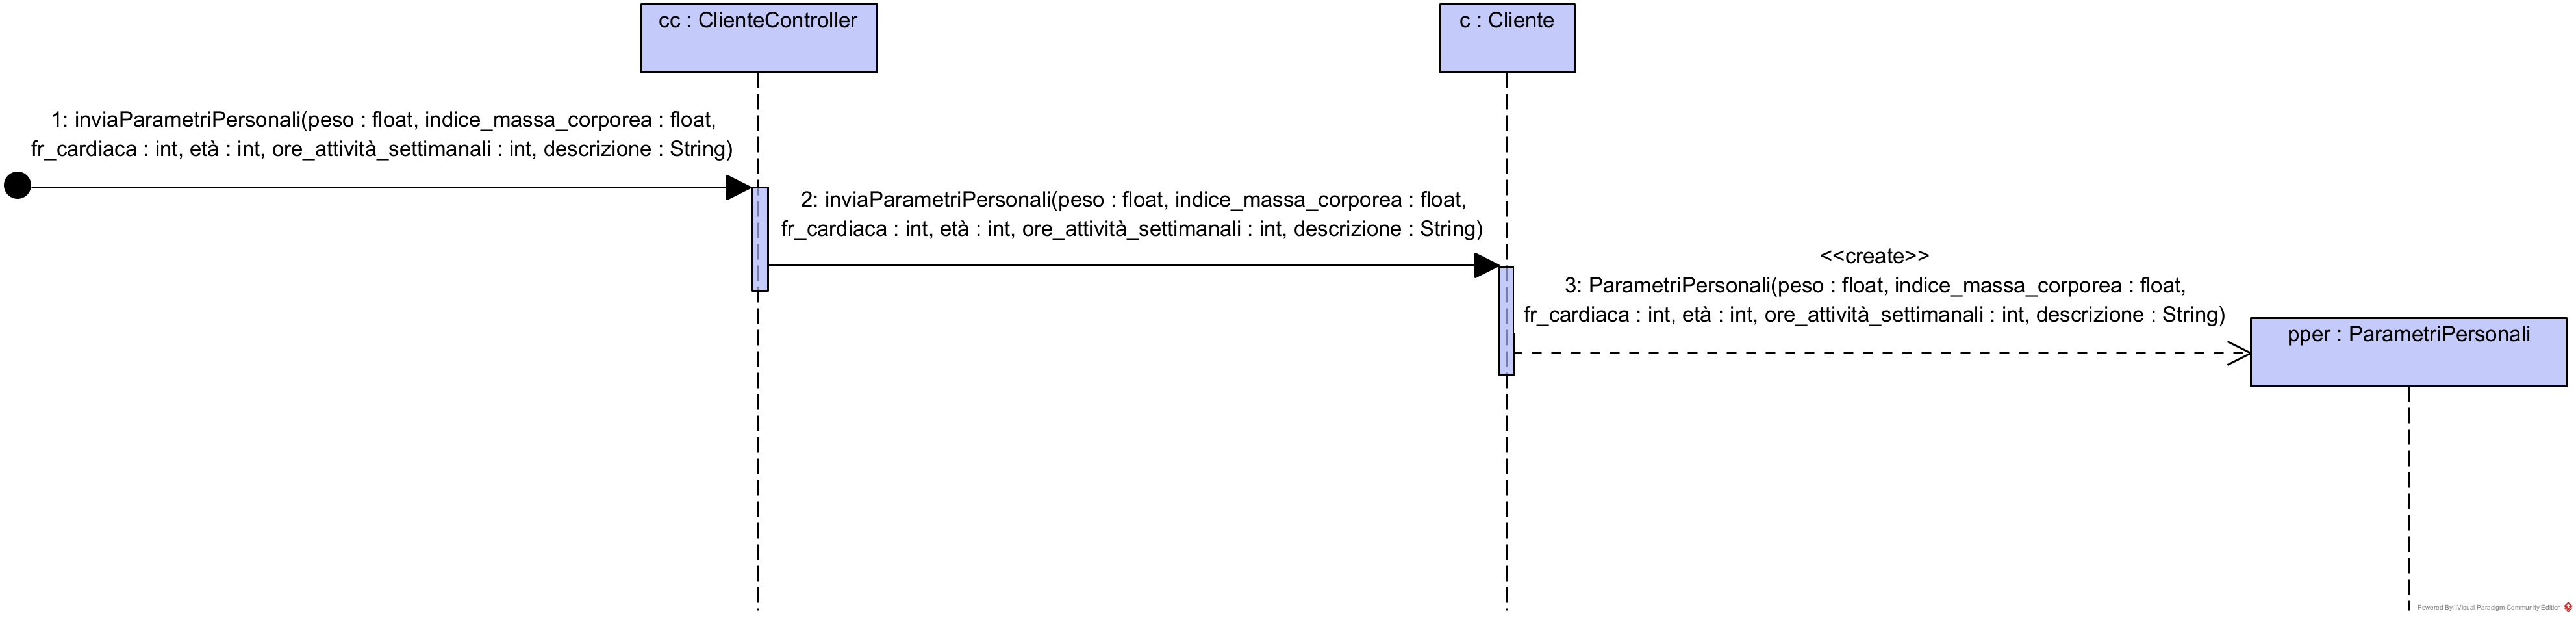 cc : ClienteController
c : Cliente
1: inviaParametriPersonali(peso : float, indice_massa_corporea : float,
fr_cardiaca : int, età : int, ore_attività_settimanali : int, descrizione : String)
2: inviaParametriPersonali(peso : float, indice_massa_corporea : float,
fr_cardiaca : int, età : int, ore_attività_settimanali : int, descrizione : String)
<<create>>
3: ParametriPersonali(peso : float, indice_massa_corporea : float,
fr_cardiaca : int, età : int, ore_attività_settimanali : int, descrizione : String)
pper : ParametriPersonali
Powered By: Visual Paradigm Community Edition